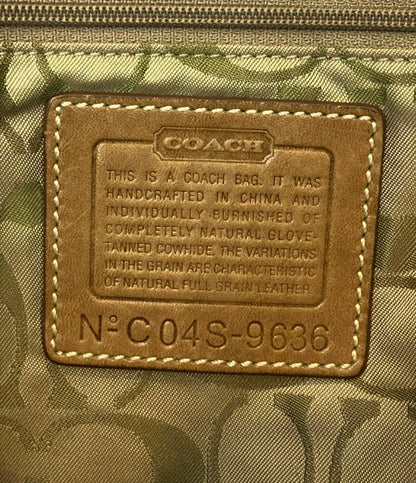 COACH
THIS IS A COACH BAG. IT WAS
HANDCRAFTED IN CHINA AND
INDIVIDUALLY BURNISHED OF
COMPLETELY NATURAL GLOVE-
TANNED COWHIDE, THE VARIATIONS
IN THE GRAIN ARE CHARACTERISTIC
OF NATURAL FULL GRAIN LEATHER
Nº C04S-9636